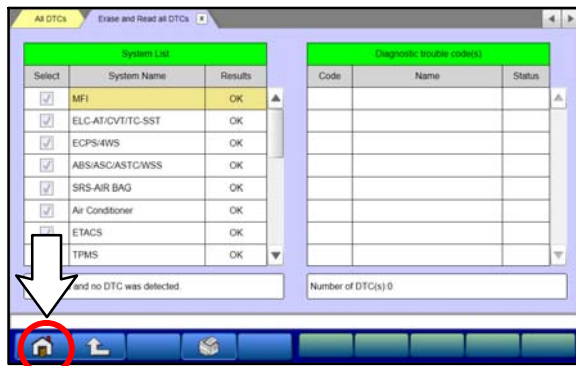 All DTCs
Erase and Read all DTCs
System List
Select System Name Results
MFI OK
ELC-AT/CVT/TC-SST OK
ECPS/4WS OK
ABS/ASC/ASTC/WSS OK
SRS-AIR BAG OK
Air Conditioner OK
ETACS OK
TPMS OK
and no DTC was detected.
Diagnostic trouble code(s)
Code Name Status
Number of DTC(s):0